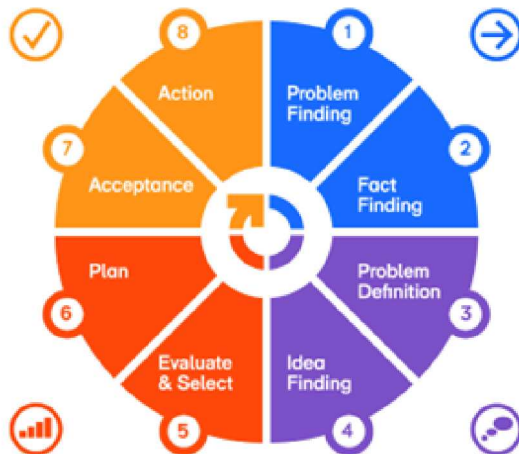 1
Problem
Finding
2
Fact
Finding
3
Problem
Definition
4
Idea
Finding
5
Evaluate
& Select
6
Plan
7
Acceptance
8
Action